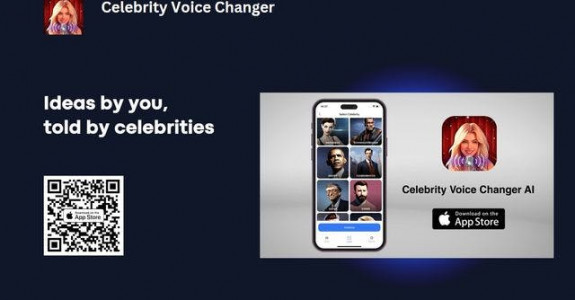 Celebrity Voice Changer
Ideas by you,
told by celebrities
Download on the
App Store
Celebrity Voice Changer AI
Download on the
App Store